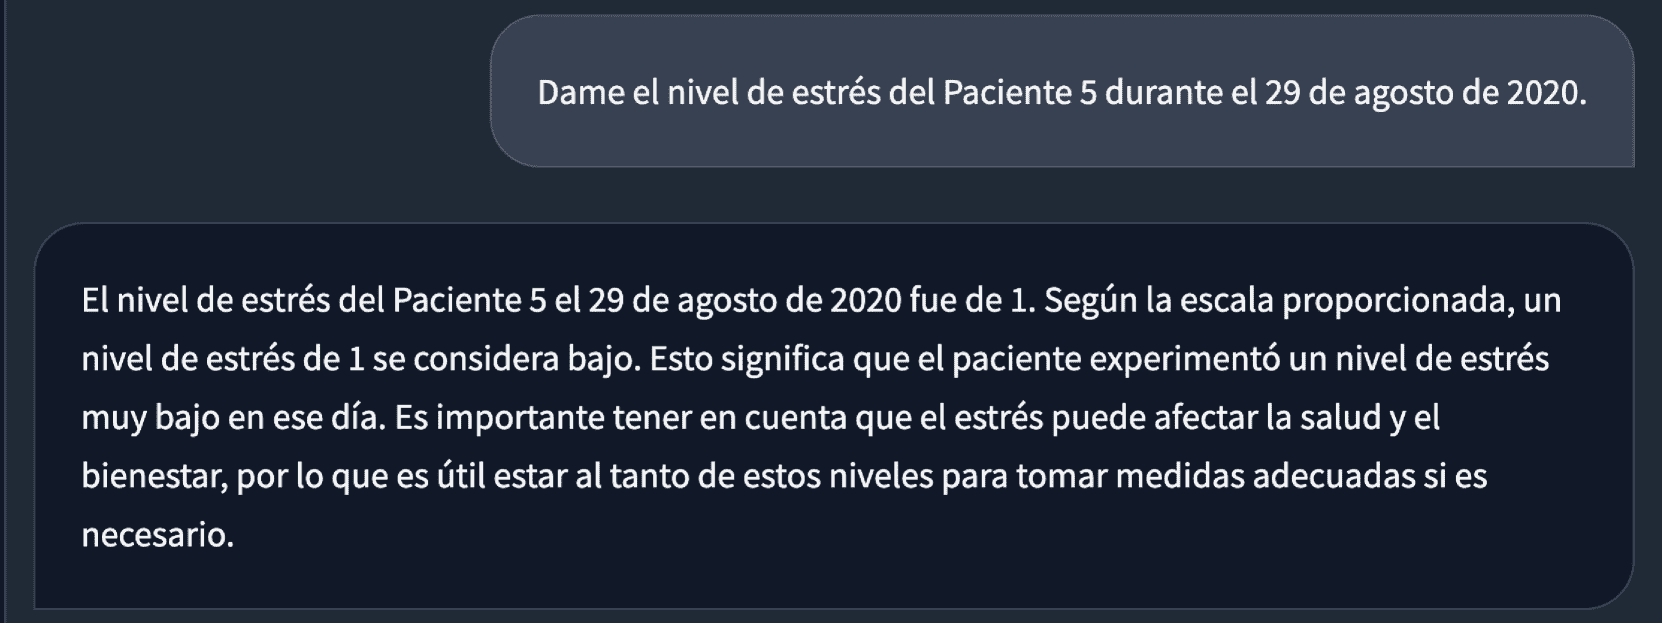 Dame el nivel de estrés del Paciente 5 durante el 29 de agosto de 2020.
El nivel de estrés del Paciente 5 el 29 de agosto de 2020 fue de 1. Según la escala proporcionada, un
nivel de estrés de 1 se considera bajo. Esto significa que el paciente experimentó un nivel de estrés
muy bajo en ese día. Es importante tener en cuenta que el estrés puede afectar la salud y el
bienestar, por lo que es útil estar al tanto de estos niveles para tomar medidas adecuadas si es
necesario.